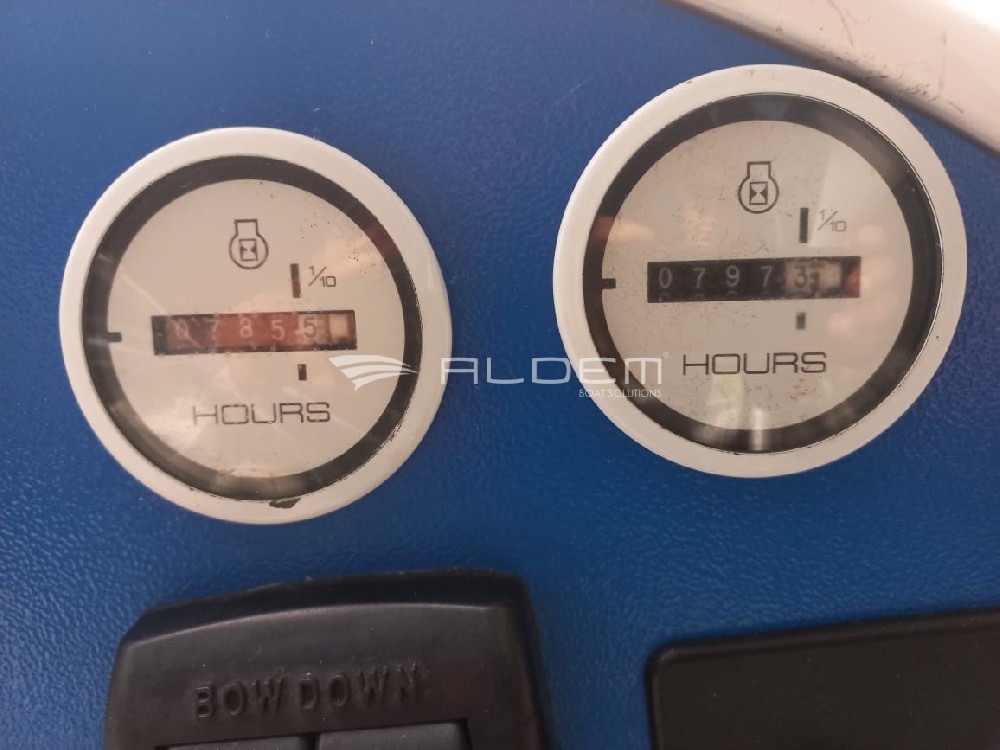 1/10
07855
HOURS
1/10
07973
HOURS
ALDEM
BOAT SOLUTIONS
BOW DOWN